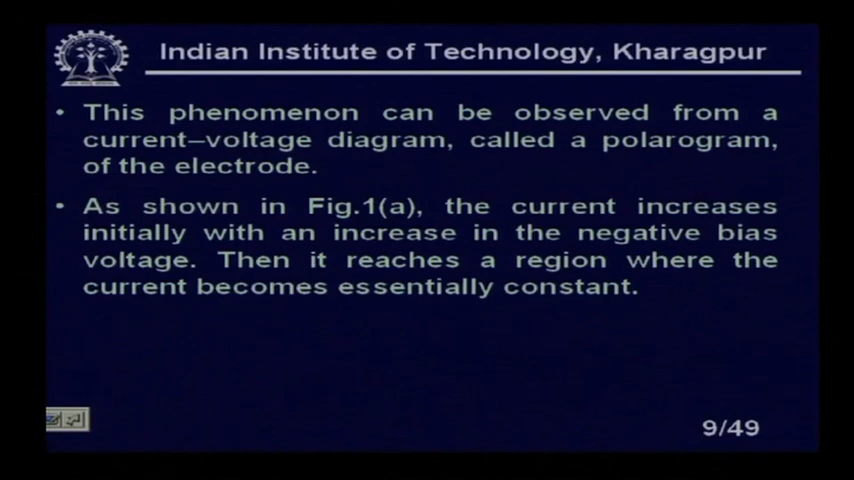 Indian Institute of Technology, Kharagpur
• This phenomenon can be observed from a
current–voltage diagram, called a polarogram,
of the electrode.
• As shown in Fig.1(a), the current increases
initially with an increase in the negative bias
voltage. Then it reaches a region where the
current becomes essentially constant.
9/49